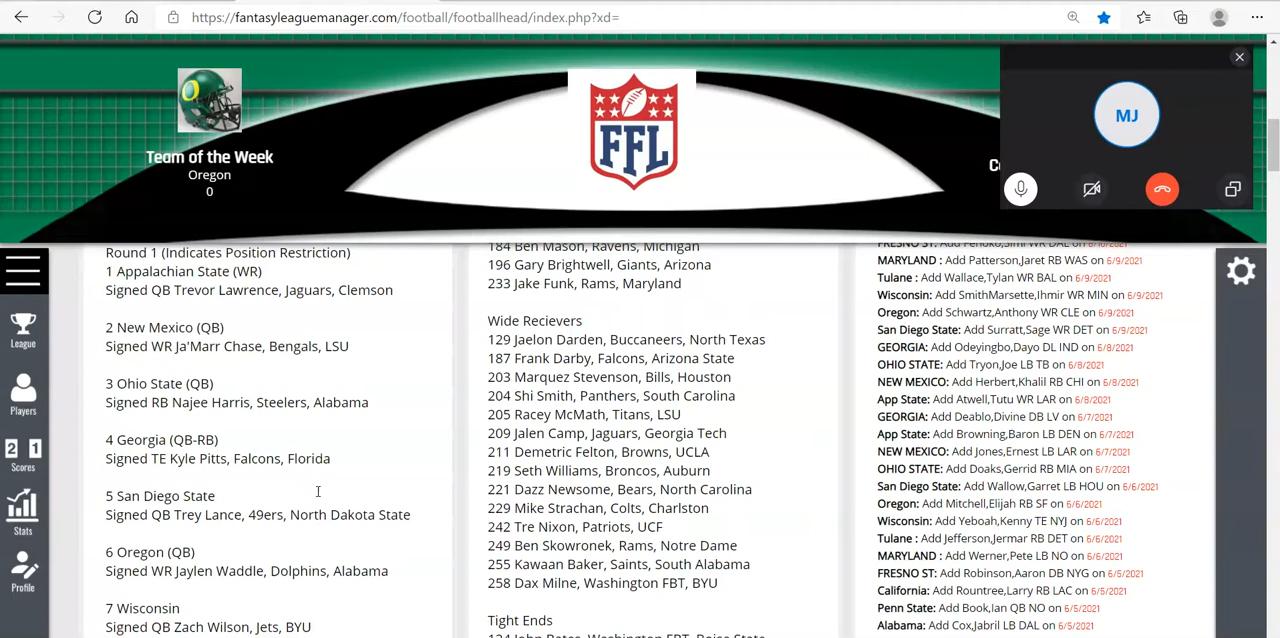 https://fantasyleaguemanager.com/football/footballhead/index.php?xd=
Team of the Week
Oregon
0
FFL
MJ
League
Players
2 1
Scores
Stats
Profile
Round 1 (Indicates Position Restriction)
1 Appalachian State (WR)
Signed QB Trevor Lawrence, Jaguars, Clemson
2 New Mexico (QB)
Signed WR Ja'Marr Chase, Bengals, LSU
3 Ohio State (QB)
Signed RB Najee Harris, Steelers, Alabama
4 Georgia (QB-RB)
Signed TE Kyle Pitts, Falcons, Florida
5 San Diego State
Signed QB Trey Lance, 49ers, North Dakota State
6 Oregon (QB)
Signed WR Jaylen Waddle, Dolphins, Alabama
7 Wisconsin
Signed QB Zach Wilson, Jets, BYU
184 Ben Mason, Ravens, Michigan
196 Gary Brightwell, Giants, Arizona
233 Jake Funk, Rams, Maryland
Wide Recievers
129 Jaelon Darden, Buccaneers, North Texas
187 Frank Darby, Falcons, Arizona State
203 Marquez Stevenson, Bills, Houston
204 Shi Smith, Panthers, South Carolina
205 Racey McMath, Titans, LSU
209 Jalen Camp, Jaguars, Georgia Tech
211 Demetric Felton, Browns, UCLA
219 Seth Williams, Broncos, Auburn
221 Dazz Newsome, Bears, North Carolina
229 Mike Strachan, Colts, Charlston
242 Tre Nixon, Patriots, UCF
249 Ben Skowronek, Rams, Notre Dame
255 Kawaan Baker, Saints, South Alabama
258 Dax Milne, Washington FBT, BYU
Tight Ends
FRESNO ST: Add Fehoko,Simi WR DAL on 6/10/2021
MARYLAND : Add Patterson,Jaret RB WAS on 6/9/2021
Tulane : Add Wallace,Tylan WR BAL on 6/9/2021
Wisconsin: Add SmithMarsette,Ihmir WR MIN on 6/9/2021
Oregon: Add Schwartz,Anthony WR CLE on 6/9/2021
San Diego State: Add Surratt,Sage WR DET on 6/9/2021
GEORGIA: Add Odeyingbo,Dayo DL IND on 6/8/2021
OHIO STATE: Add Tryon,Joe LB TB on 6/8/2021
NEW MEXICO: Add Herbert,Khalil RB CHI on 6/8/2021
App State: Add Atwell,Tutu WR LAR on 6/8/2021
GEORGIA: Add Deablo,Divine DB LV on 6/7/2021
App State: Add Browning,Baron LB DEN on 6/7/2021
NEW MEXICO: Add Jones,Ernest LB LAR on 6/7/2021
OHIO STATE: Add Doaks,Gerrid RB MIA on 6/7/2021
San Diego State: Add Wallow,Garret LB HOU on 6/6/2021
Oregon: Add Mitchell,Elijah RB SF on 6/6/2021
Wisconsin: Add Yeboah,Kenny TE NYJ on 6/6/2021
Tulane : Add Jefferson,Jermar RB DET on 6/6/2021
MARYLAND : Add Werner,Pete LB NO on 6/6/2021
FRESNO ST: Add Robinson,Aaron DB NYG on 6/5/2021
California: Add Rountree,Larry RB LAC on 6/5/2021
Penn State: Add Book,Ian QB NO on 6/5/2021
Alabama: Add Cox,Jabril LB DAL on 6/5/2021